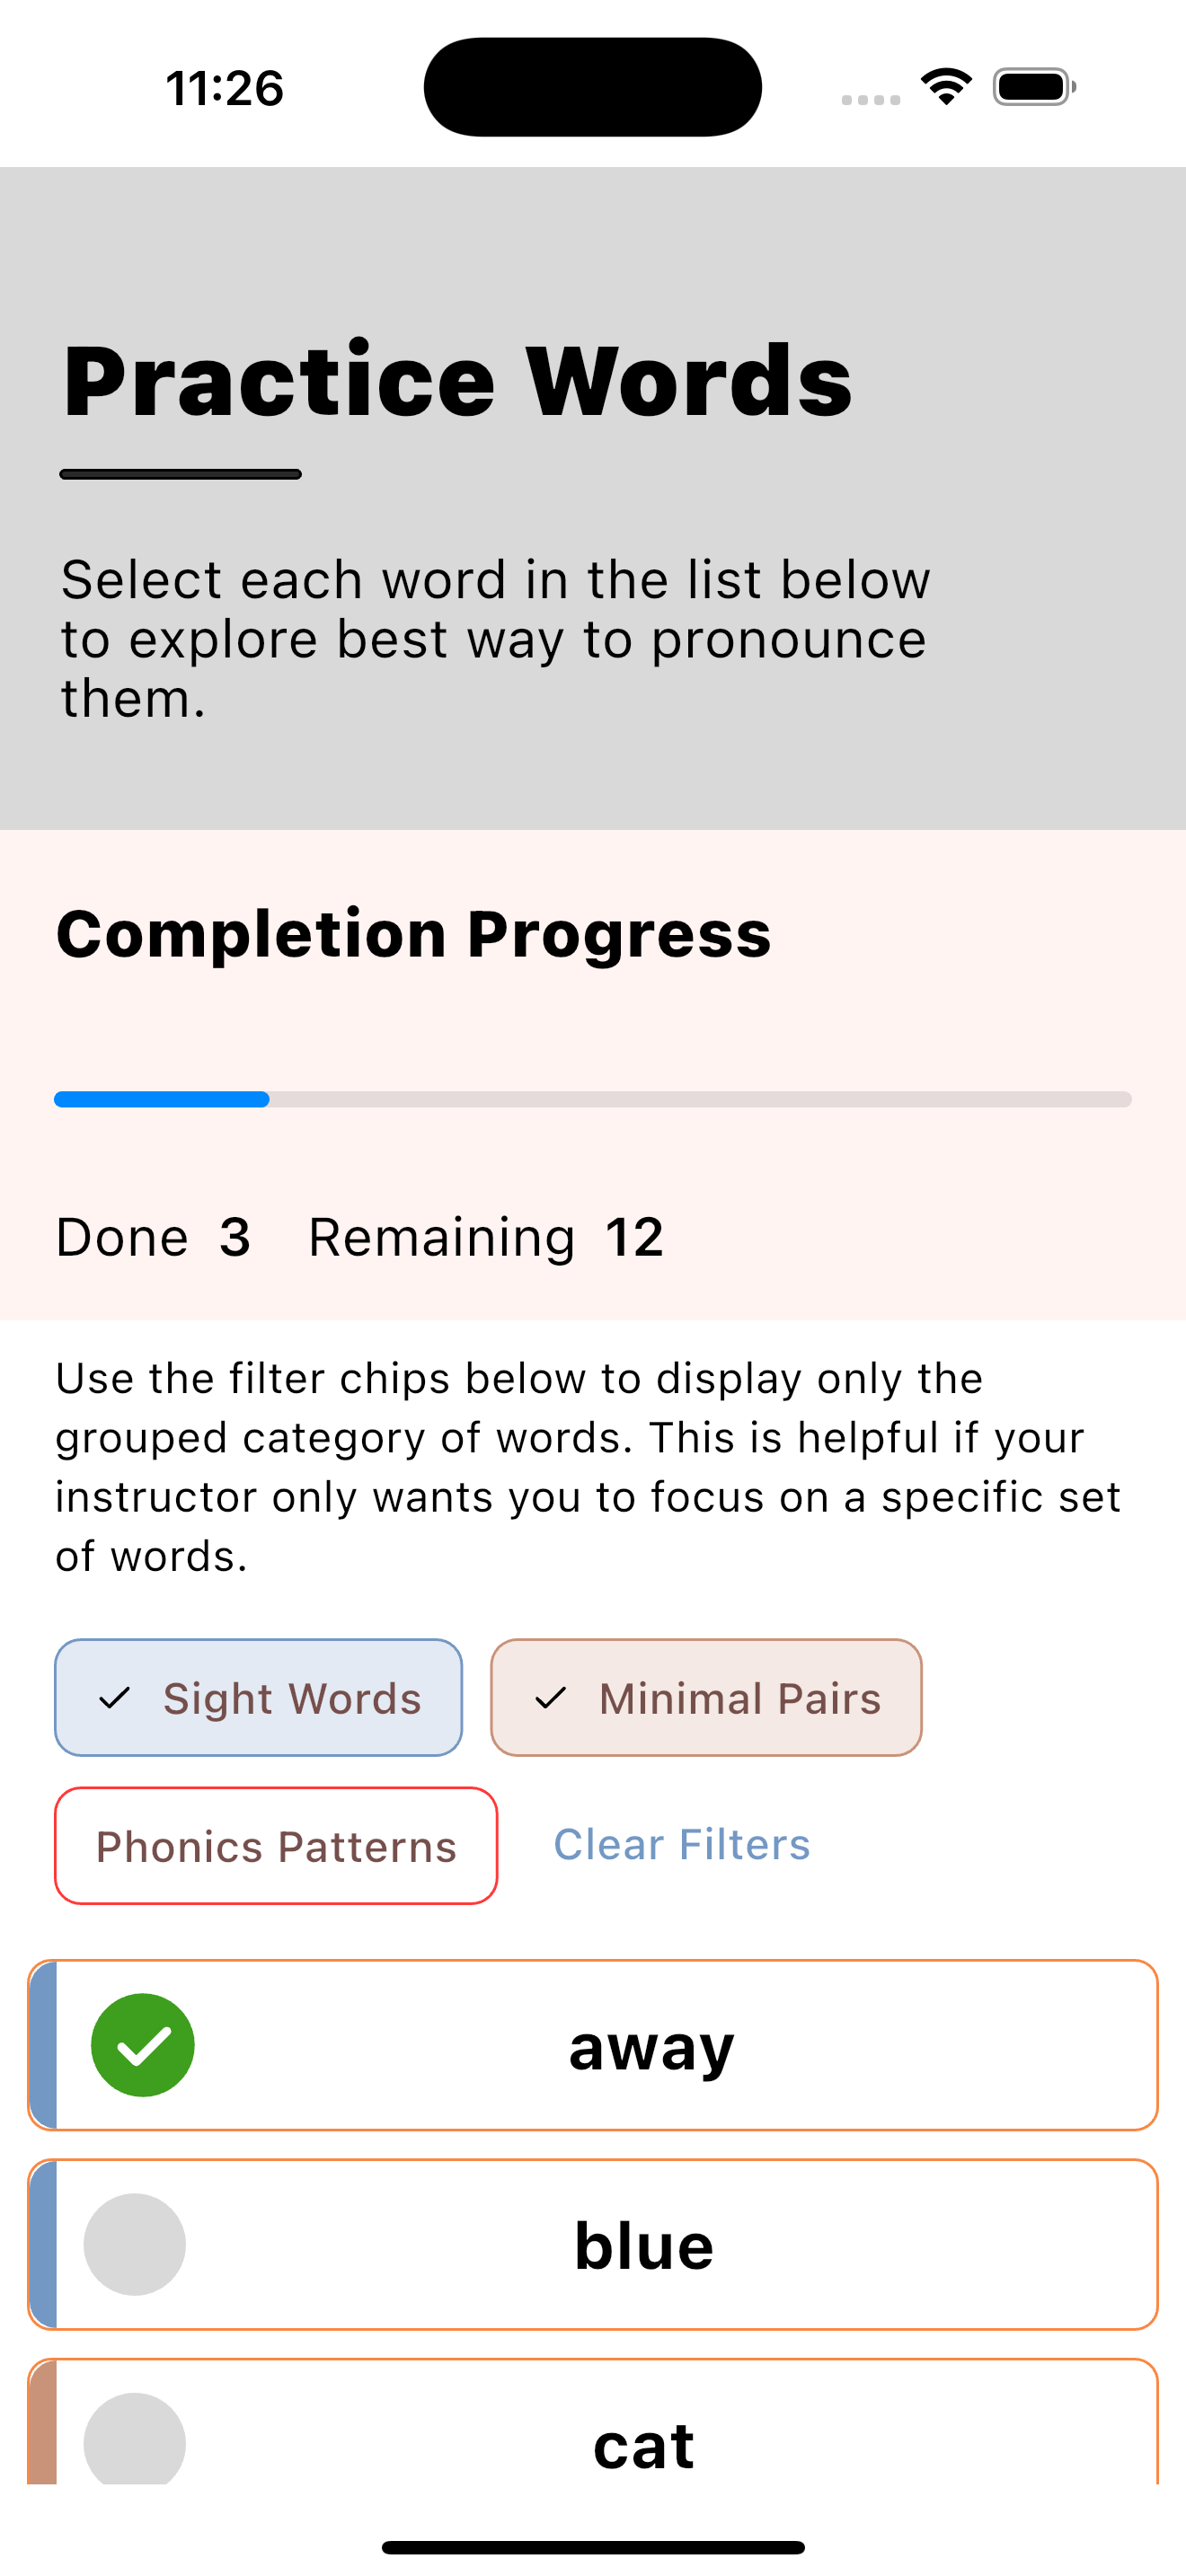 11:26
Practice Words
Select each word in the list below
to explore best way to pronounce
them.
Completion Progress
Done 3 Remaining 12
Use the filter chips below to display only the
grouped category of words. This is helpful if your
instructor only wants you to focus on a specific set
of words.
Sight Words Minimal Pairs
Phonics Patterns Clear Filters
away
blue
cat